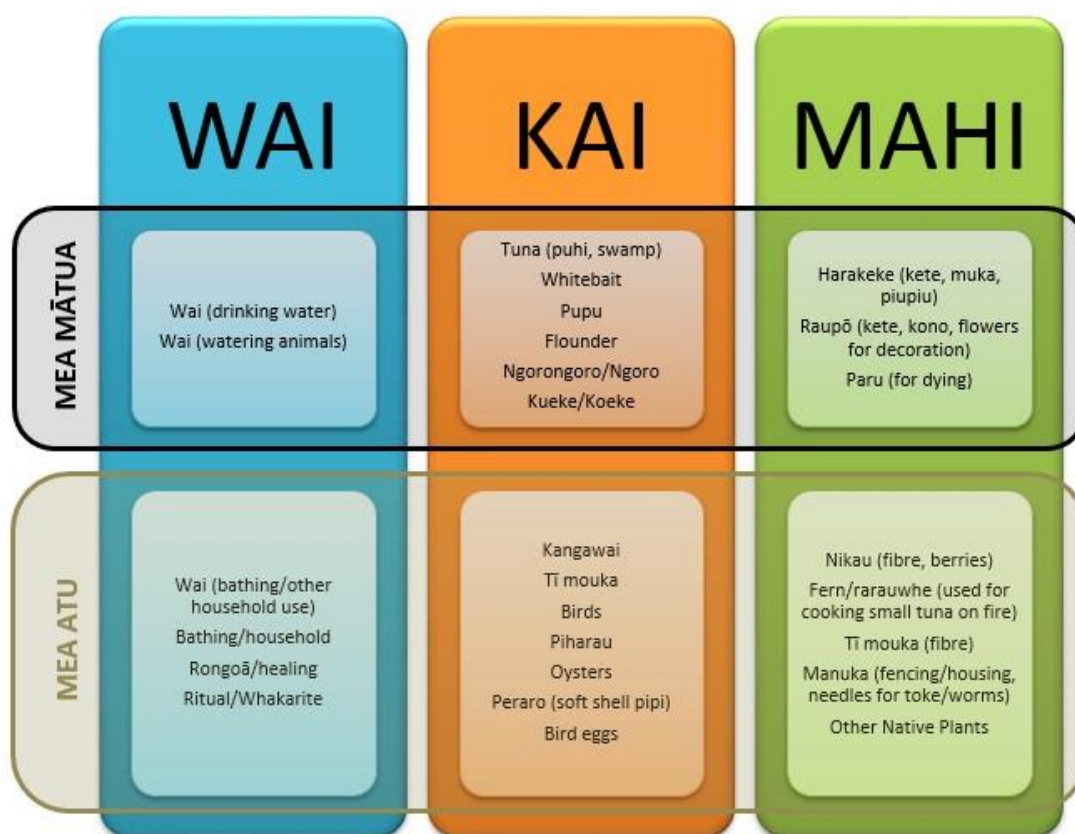 WAI
KAI
MAHI
MEA MĀTUA
Wai (drinking water)
Wai (watering animals)
Tuna (puhi, swamp)
Whitebait
Pupu
Flounder
Ngorongoro/Ngoro
Kueke/Koeke
Harakeke (kete, muka,
piupiu)
Raupō (kete, kono, flowers
for decoration)
Paru (for dying)
MEA ATU
Wai (bathing/other
household use)
Bathing/household
Rongoā/healing
Ritual/Whakarite
Kangawai
Tī mouka
Birds
Piharau
Oysters
Peraro (soft shell pipi)
Bird eggs
Nikau (fibre, berries)
Fern/rarauwhe (used for
cooking small tuna on fire)
Tī mouka (fibre)
Manuka (fencing/housing,
needles for toke/worms)
Other Native Plants